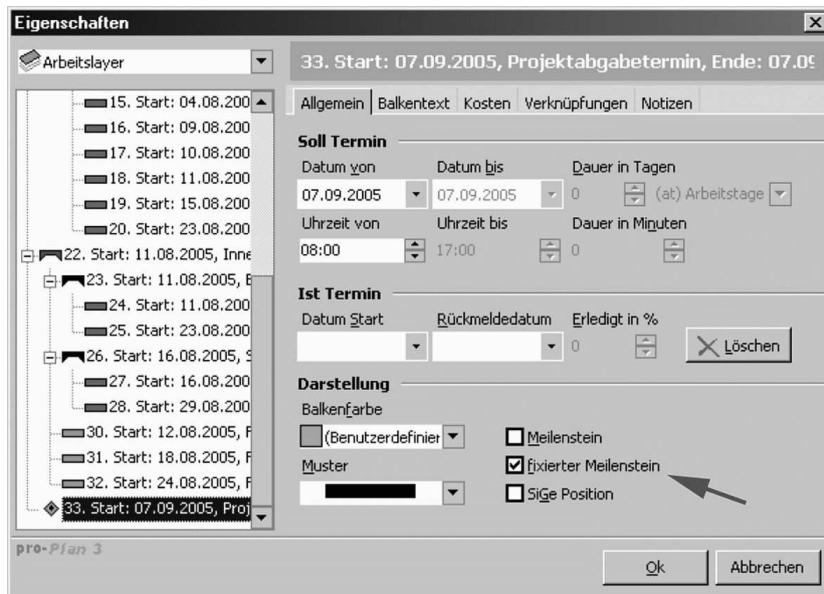 Eigenschaften
Arbeitslayer
15. Start: 04.08.200
16. Start: 09.08.200
17. Start: 10.08.200
18. Start: 11.08.200
19. Start: 15.08.200
20. Start: 23.08.200
22. Start: 11.08.2005, Inne
23. Start: 11.08.2005, E
24. Start: 11.08.200
25. Start: 23.08.200
26. Start: 16.08.2005, S
27. Start: 16.08.200
28. Start: 29.08.200
30. Start: 12.08.2005, F
31. Start: 18.08.2005, F
32. Start: 24.08.2005, F
33. Start: 07.09.2005, Proj
33. Start: 07.09.2005, Projektabgabetermin, Ende: 07.09
Allgemein Balkentext Kosten Verknüpfungen Notizen
Soll Termin
Datum von Datum bis Dauer in Tagen
07.09.2005 07.09.2005 0 (at) Arbeitstage
Uhrzeit von Uhrzeit bis Dauer in Minuten
08:00 17:00 0
Ist Termin
Datum Start Rückmeldedatum Erledigt in %
0 Löschen
Darstellung
Balkenfarbe
(Benutzerdefinier Meilenstein
Muster fixierter Meilenstein
SiGe Position
pro-Plan 3
Ok Abbrechen